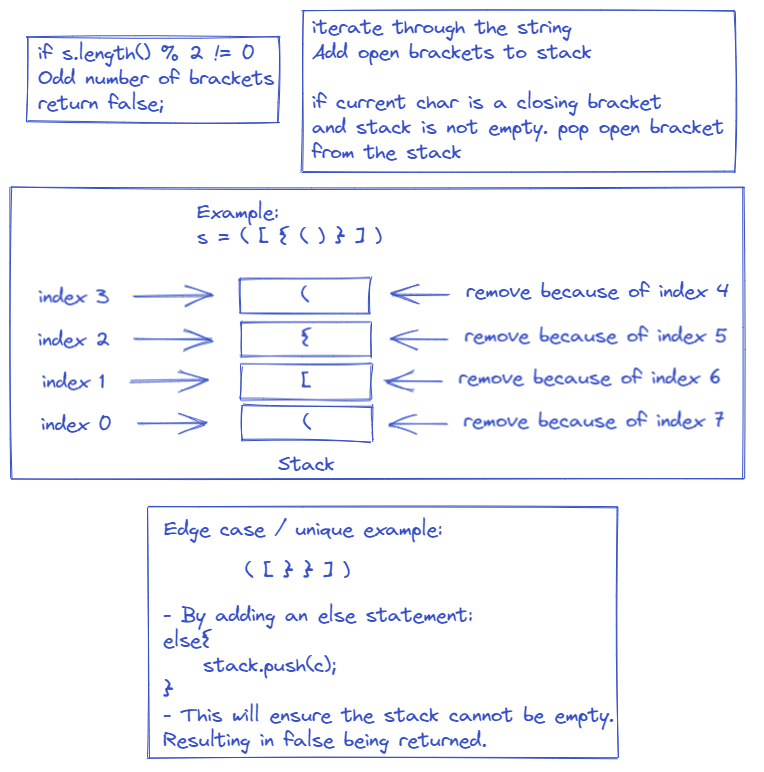 if s.length() % 2 != 0
Odd number of brackets
return false;
iterate through the string
Add open brackets to stack
if current char is a closing bracket
and stack is not empty. pop open bracket
from the stack
Example:
s = ( [ { ( ) } ] )
index 3 ( remove because of index 4
index 2 { remove because of index 5
index 1 [ remove because of index 6
index 0 ( remove because of index 7
Stack
Edge case / unique example:
( [ } } ] )
- By adding an else statement:
else{
stack.push(c);
}
- This will ensure the stack cannot be empty.
Resulting in false being returned.